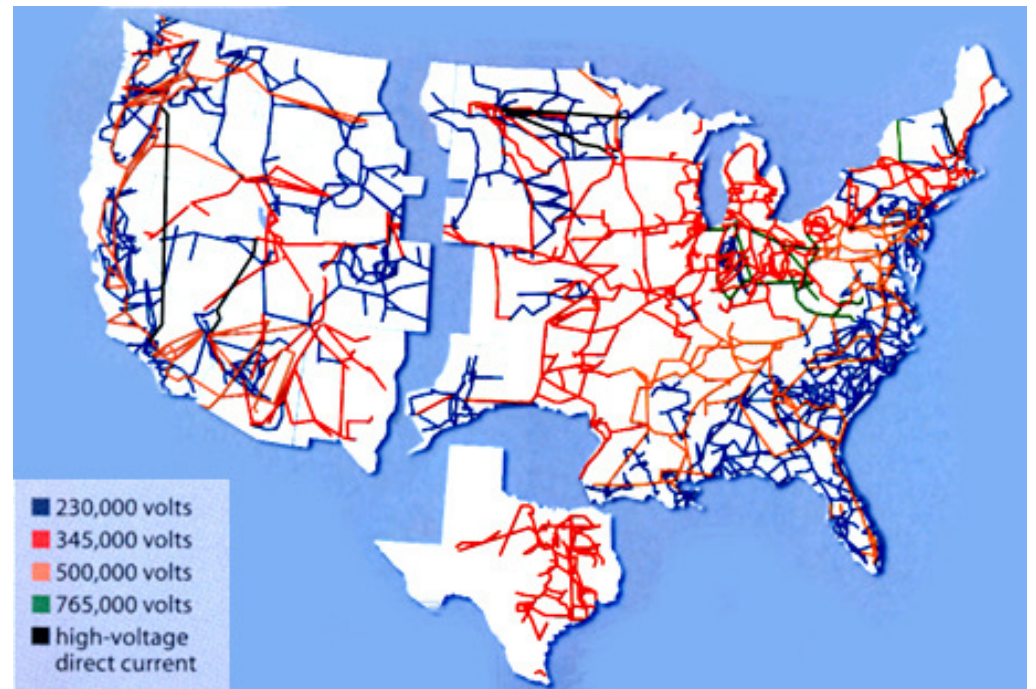 230,000 volts
345,000 volts
500,000 volts
765,000 volts
high-voltage
direct current